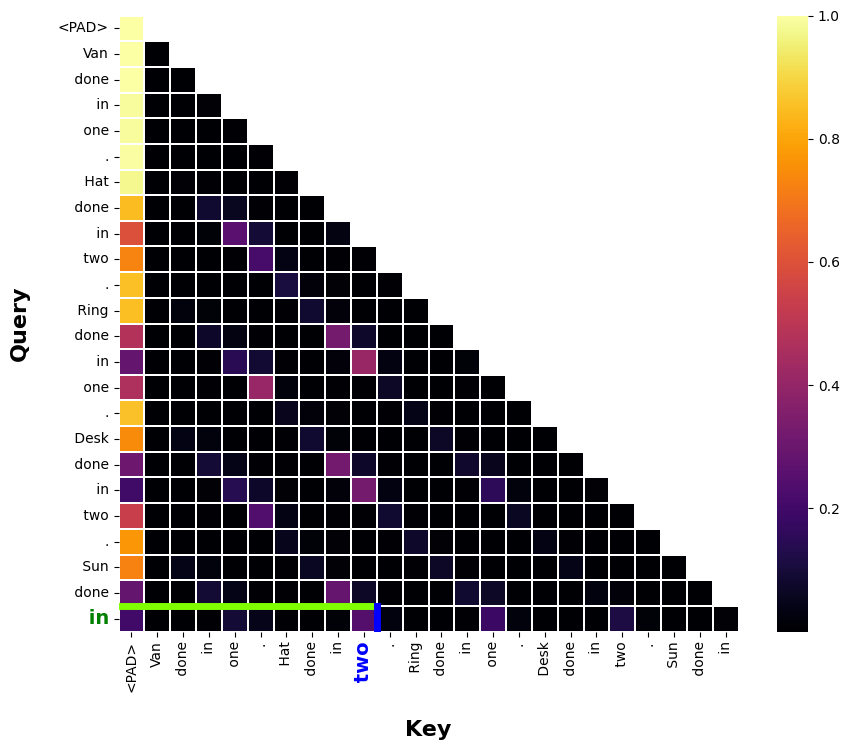 <PAD>
Van
done
in
one
.
Hat
done
in
two
.
Ring
done
in
one
.
Desk
done
in
two
.
Sun
done
in
Query
<PAD>
Van
done
in
one
.
Hat
done
in
two
.
Ring
done
in
one
.
Desk
done
in
two
.
Sun
done
in
Key
1.0
0.8
0.6
0.4
0.2